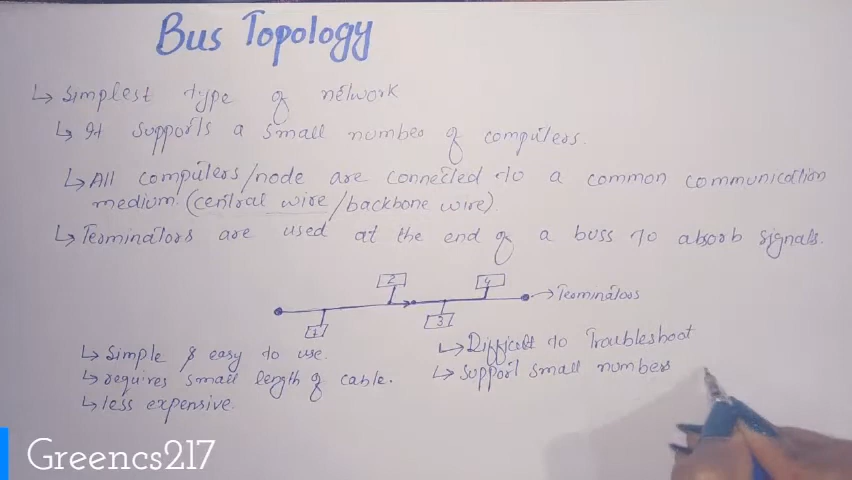 Bus Topology
↳ Simplest type of network
↳ It supports a small number of computers.
↳ All computers/node are connected to a common communication
medium (central wire/backbone wire).
↳ Terminators are used at the end of a buss to absorb signals.
2
4
→ Terminators
1
3
↳ Simple & easy to use.
↳ requires small length of cable.
↳ less expensive.
↳ Difficult to Troubleshoot
↳ Support small numbers
Greencs217